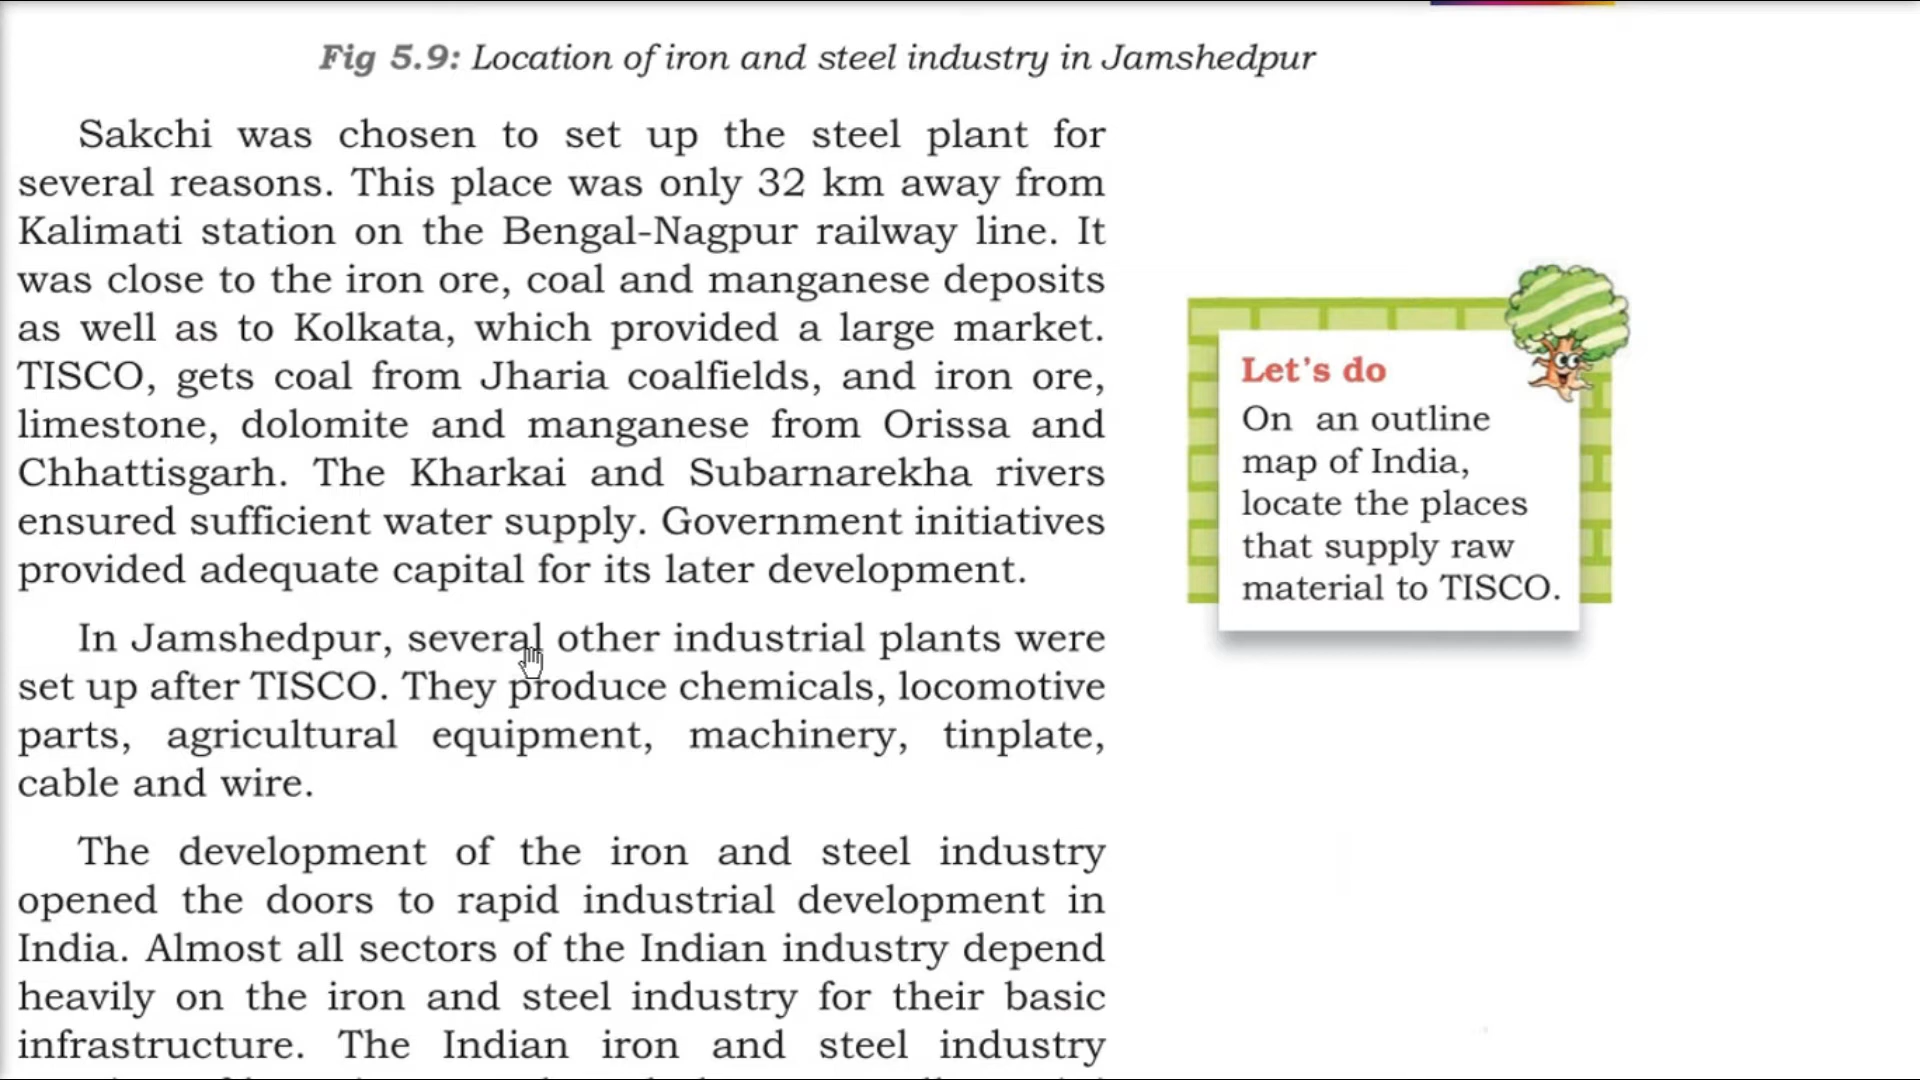 Fig 5.9: Location of iron and steel industry in Jamshedpur
Sakchi was chosen to set up the steel plant for
several reasons. This place was only 32 km away from
Kalimati station on the Bengal-Nagpur railway line. It
was close to the iron ore, coal and manganese deposits
as well as to Kolkata, which provided a large market.
TISCO, gets coal from Jharia coalfields, and iron ore,
limestone, dolomite and manganese from Orissa and
Chhattisgarh. The Kharkai and Subarnarekha rivers
ensured sufficient water supply. Government initiatives
provided adequate capital for its later development.
In Jamshedpur, several other industrial plants were
set up after TISCO. They produce chemicals, locomotive
parts, agricultural equipment, machinery, tinplate,
cable and wire.
The development of the iron and steel industry
opened the doors to rapid industrial development in
India. Almost all sectors of the Indian industry depend
heavily on the iron and steel industry for their basic
infrastructure. The Indian iron and steel industry
Let's do
On an outline
map of India,
locate the places
that supply raw
material to TISCO.